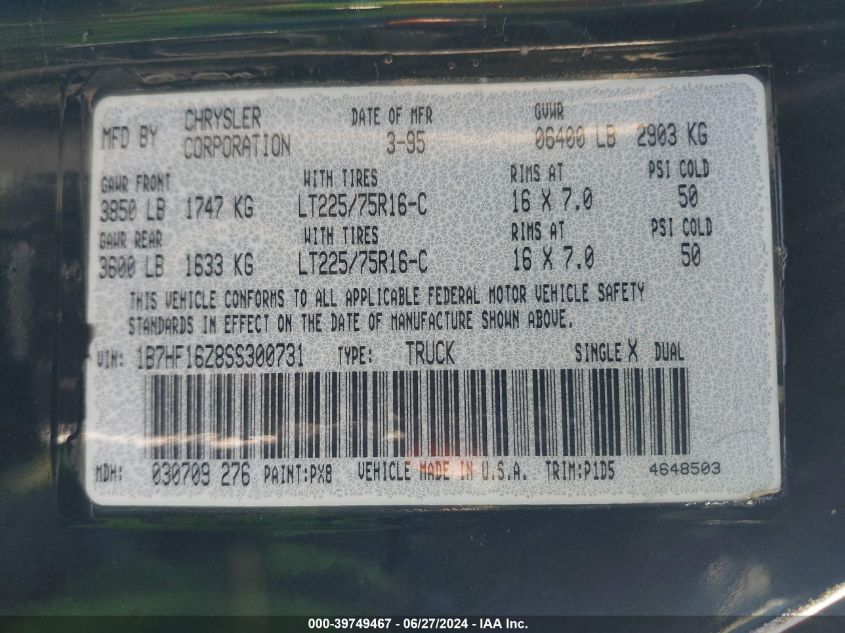 MFD BY CHRYSLER CORPORATION DATE OF MFR 3-95 GVWR 06400 LB 2903 KG
GAWR FRONT WITH TIRES RIMS AT PSI COLD
3850 LB 1747 KG LT225/75R16-C 16 X 7.0 50
GAWR REAR WITH TIRES RIMS AT PSI COLD
3600 LB 1633 KG LT225/75R16-C 16 X 7.0 50
THIS VEHICLE CONFORMS TO ALL APPLICABLE FEDERAL MOTOR VEHICLE SAFETY
STANDARDS IN EFFECT ON THE DATE OF MANUFACTURE SHOWN ABOVE.
VIN: 1B7HF16Z8SS300731 TYPE: TRUCK SINGLE X DUAL
MDH: 030709 276 PAINT:PX8 VEHICLE MADE IN U.S.A. TRIM:P1D5 4648503
000-39749467 - 06/27/2024 - IAA Inc.